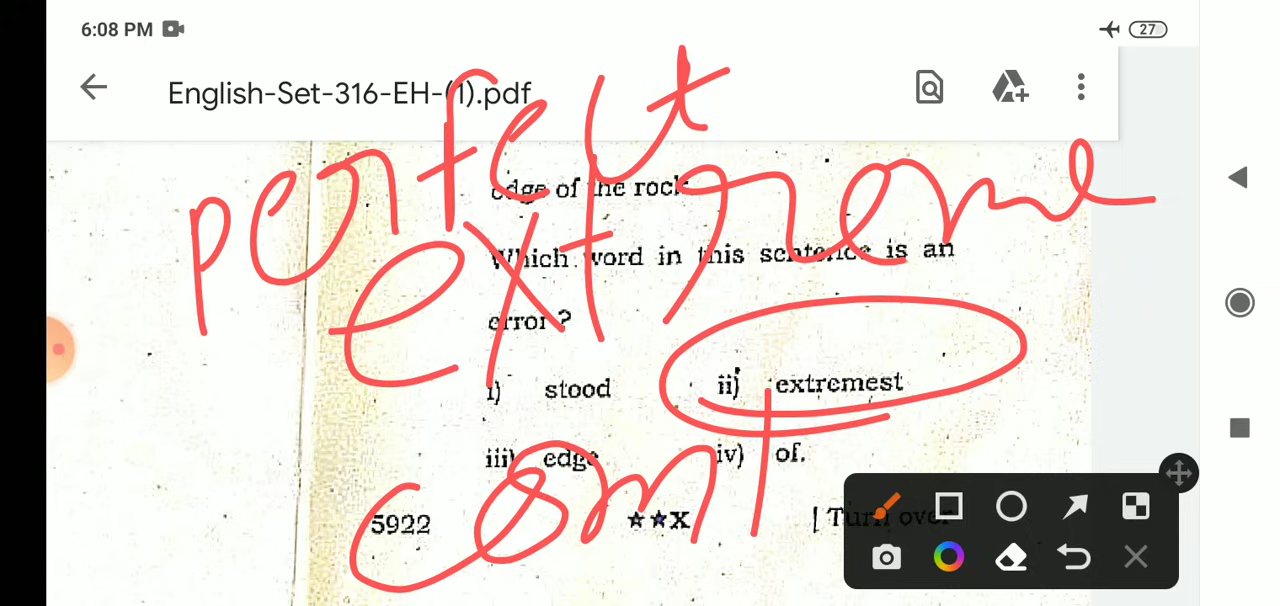 6:08 PM 27
English-Set-316-EH-(1).pdf
perfect
edge of the rock
extreme
Which word in this sentence is an
error ?
i) stood ii) extremest
iii) edge iv) of.
5922 ★★X [ Turn over